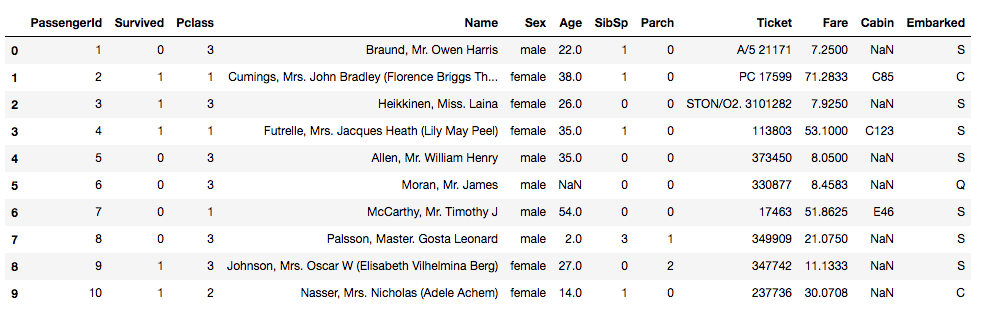 PassengerId Survived Pclass Name Sex Age SibSp Parch Ticket Fare Cabin Embarked
0 1 0 3 Braund, Mr. Owen Harris male 22.0 1 0 A/5 21171 7.2500 NaN S
1 2 1 1 Cumings, Mrs. John Bradley (Florence Briggs Th... female 38.0 1 0 PC 17599 71.2833 C85 C
2 3 1 3 Heikkinen, Miss. Laina female 26.0 0 0 STON/O2. 3101282 7.9250 NaN S
3 4 1 1 Futrelle, Mrs. Jacques Heath (Lily May Peel) female 35.0 1 0 113803 53.1000 C123 S
4 5 0 3 Allen, Mr. William Henry male 35.0 0 0 373450 8.0500 NaN S
5 6 0 3 Moran, Mr. James male NaN 0 0 330877 8.4583 NaN Q
6 7 0 1 McCarthy, Mr. Timothy J male 54.0 0 0 17463 51.8625 E46 S
7 8 0 3 Palsson, Master. Gosta Leonard male 2.0 3 1 349909 21.0750 NaN S
8 9 1 3 Johnson, Mrs. Oscar W (Elisabeth Vilhelmina Berg) female 27.0 0 2 347742 11.1333 NaN S
9 10 1 2 Nasser, Mrs. Nicholas (Adele Achem) female 14.0 1 0 237736 30.0708 NaN C